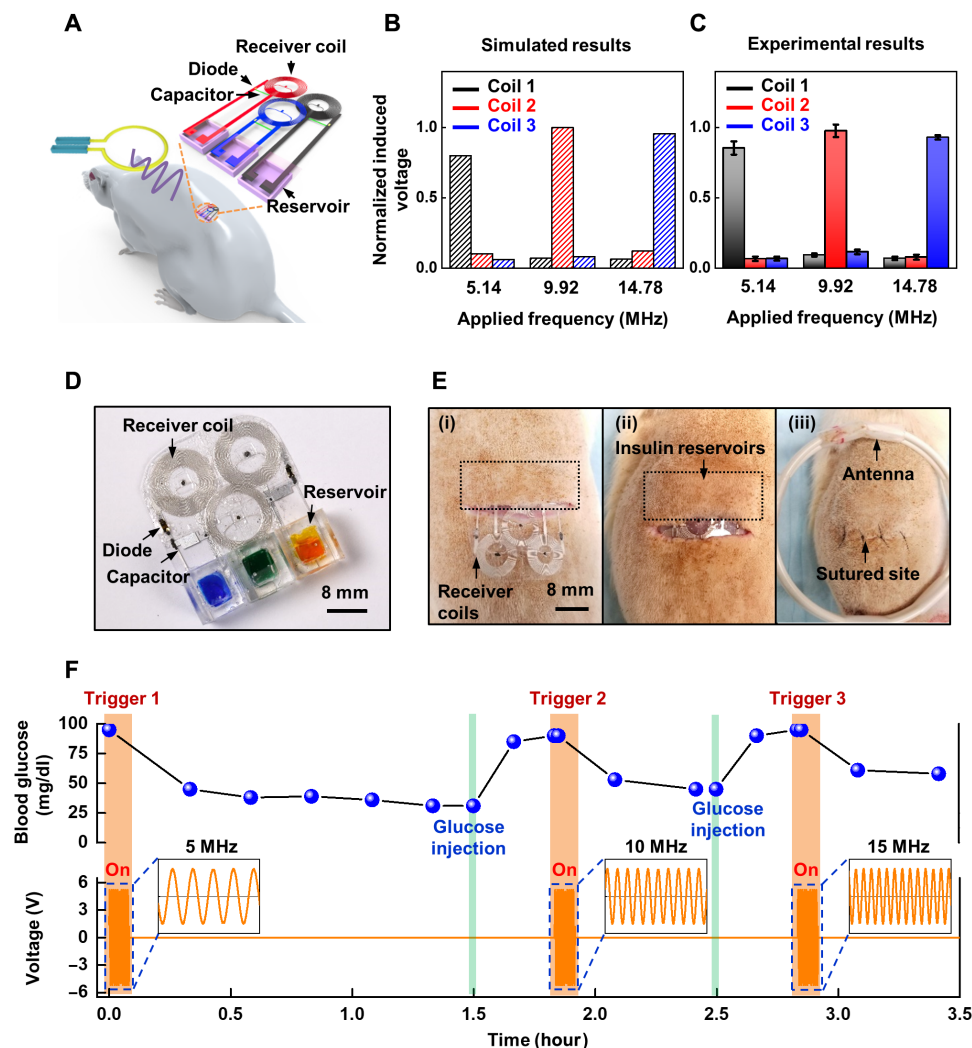 A
Receiver coil
Diode
Capacitor
Reservoir
B
Simulated results
Coil 1
Coil 2
Coil 3
Normalized induced
voltage
1.0
0.5
0.0
5.14 9.92 14.78
Applied frequency (MHz)
C
Experimental results
Coil 1
Coil 2
Coil 3
1.0
0.5
0.0
5.14 9.92 14.78
Applied frequency (MHz)
D
Receiver coil
Reservoir
Diode
Capacitor
8 mm
E
(i)
Receiver
coils
8 mm
(ii)
Insulin reservoirs
(iii)
Antenna
Sutured site
F
Trigger 1
Trigger 2
Trigger 3
Blood glucose
(mg/dl)
100
75
50
25
0
Glucose
injection
Glucose
injection
On
5 MHz
On
10 MHz
On
15 MHz
Voltage (V)
6
3
0
−3
−6
0.0 0.5 1.0 1.5 2.0 2.5 3.0 3.5
Time (hour)